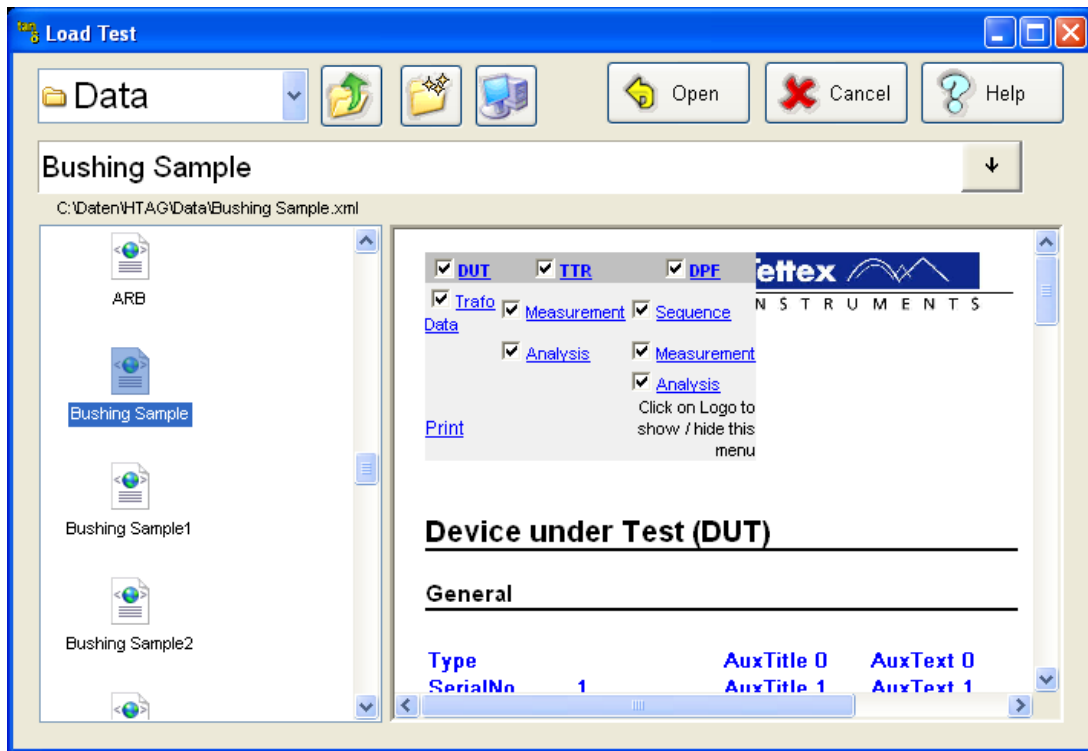 Load Test
Data
Open
Cancel
Help
Bushing Sample
C:\Daten\HTAG\Data\Bushing Sample.xml
ARB
Bushing Sample
Bushing Sample1
Bushing Sample2
DUT TTR DPF
Trafo Data
Measurement
Sequence
Analysis
Measurement
Analysis
Print
Click on Logo to
show / hide this
menu
Tettex
NSTRUMENTS
Device under Test (DUT)
General
Type AuxTitle 0 AuxText 0
SerialNo 1 AuxTitle 1 AuxText 1